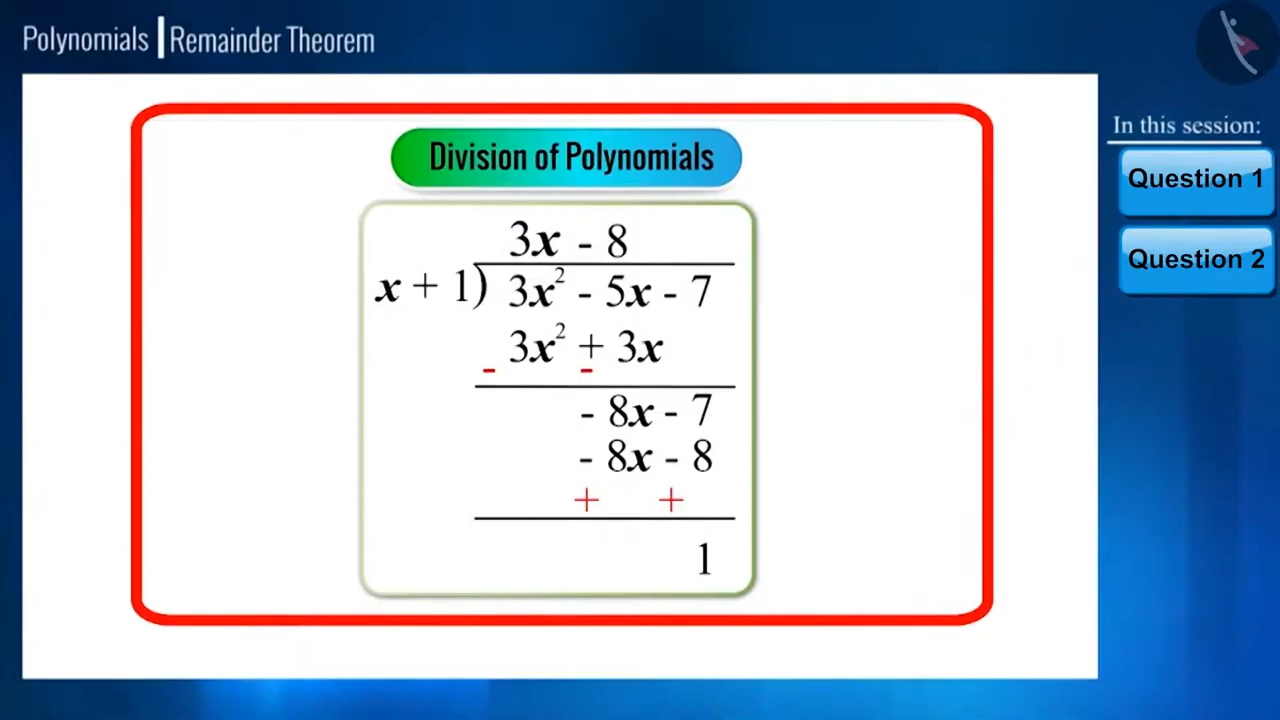 Polynomials | Remainder Theorem
In this session:
Question 1
Question 2
Division of Polynomials
3x - 8
x + 1) 3x² - 5x - 7
3x² + 3x
- -
- 8x - 7
- 8x - 8
+ +
1